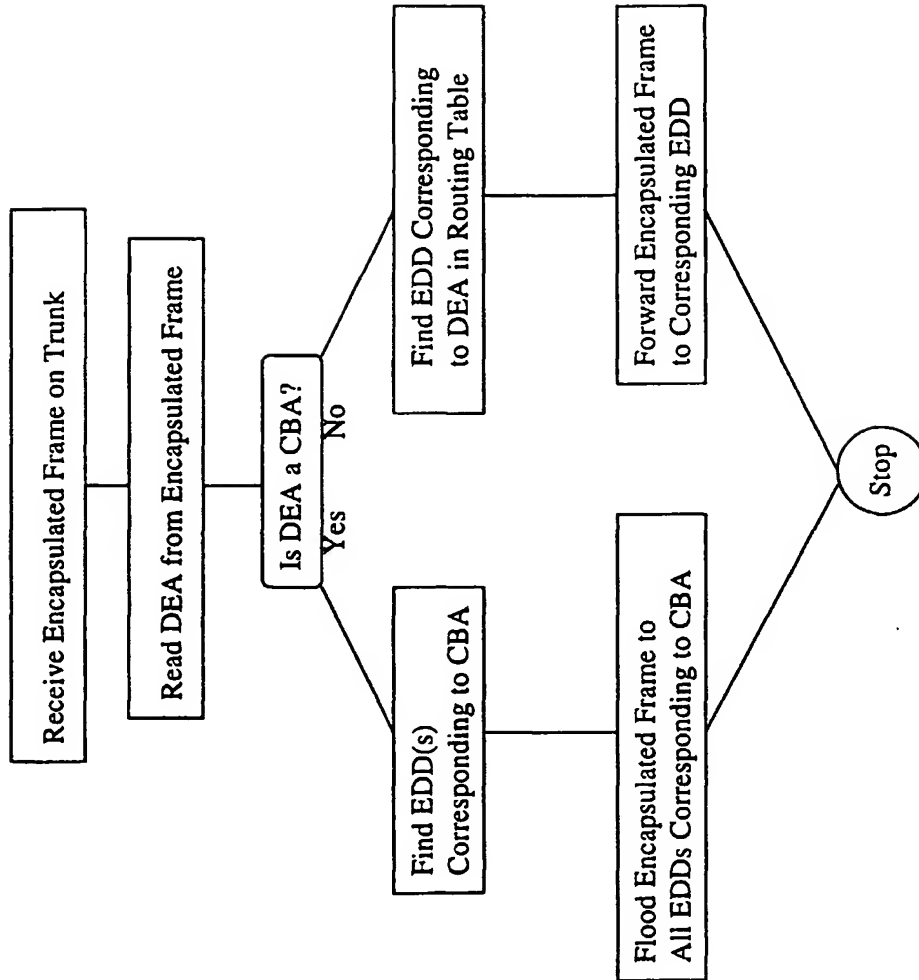 Receive Encapsulated Frame on Trunk
Read DEA from Encapsulated Frame
Is DEA a CBA?
Yes
No
Find EDD(s)
Corresponding to CBA
Find EDD Corresponding
to DEA in Routing Table
Flood Encapsulated Frame to
All EDDs Corresponding to CBA
Forward Encapsulated Frame
to Corresponding EDD
Stop